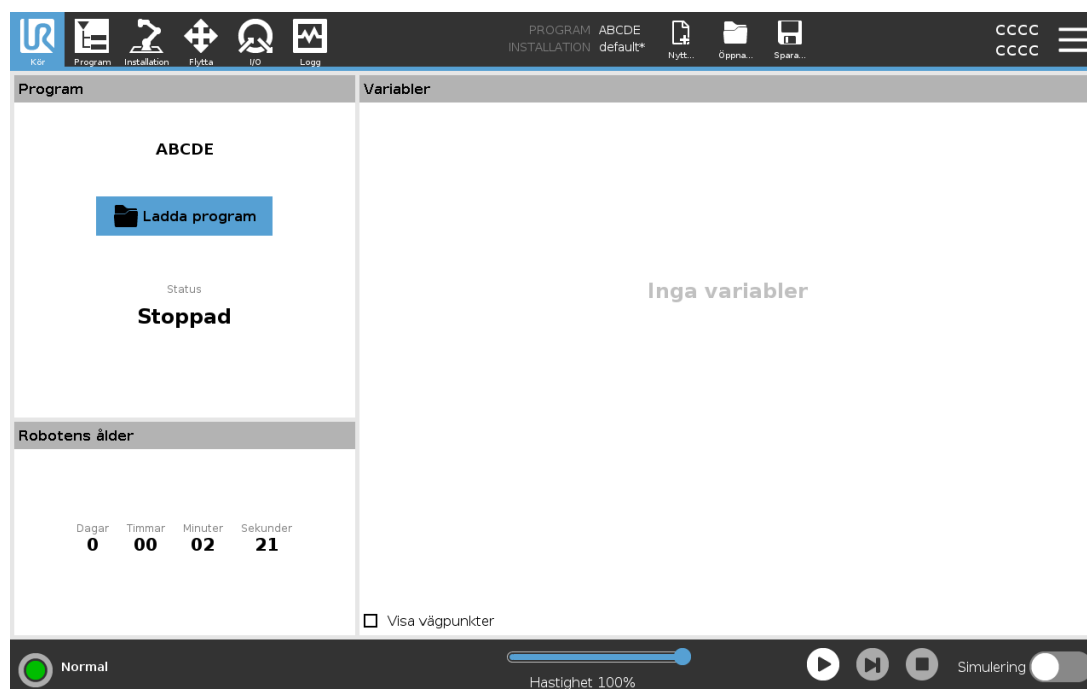 UR
Kör
Program
Installation
Flytta
I/O
Logg
PROGRAM ABCDE
INSTALLATION default*
Nytt...
Öppna...
Spara...
CCCC
CCCC
Program
ABCDE
Ladda program
Status
Stoppad
Robotens ålder
Dagar Timmar Minuter Sekunder
0 00 02 21
Variabler
Inga variabler
Visa vägpunkter
Normal
Hastighet 100%
Simulering